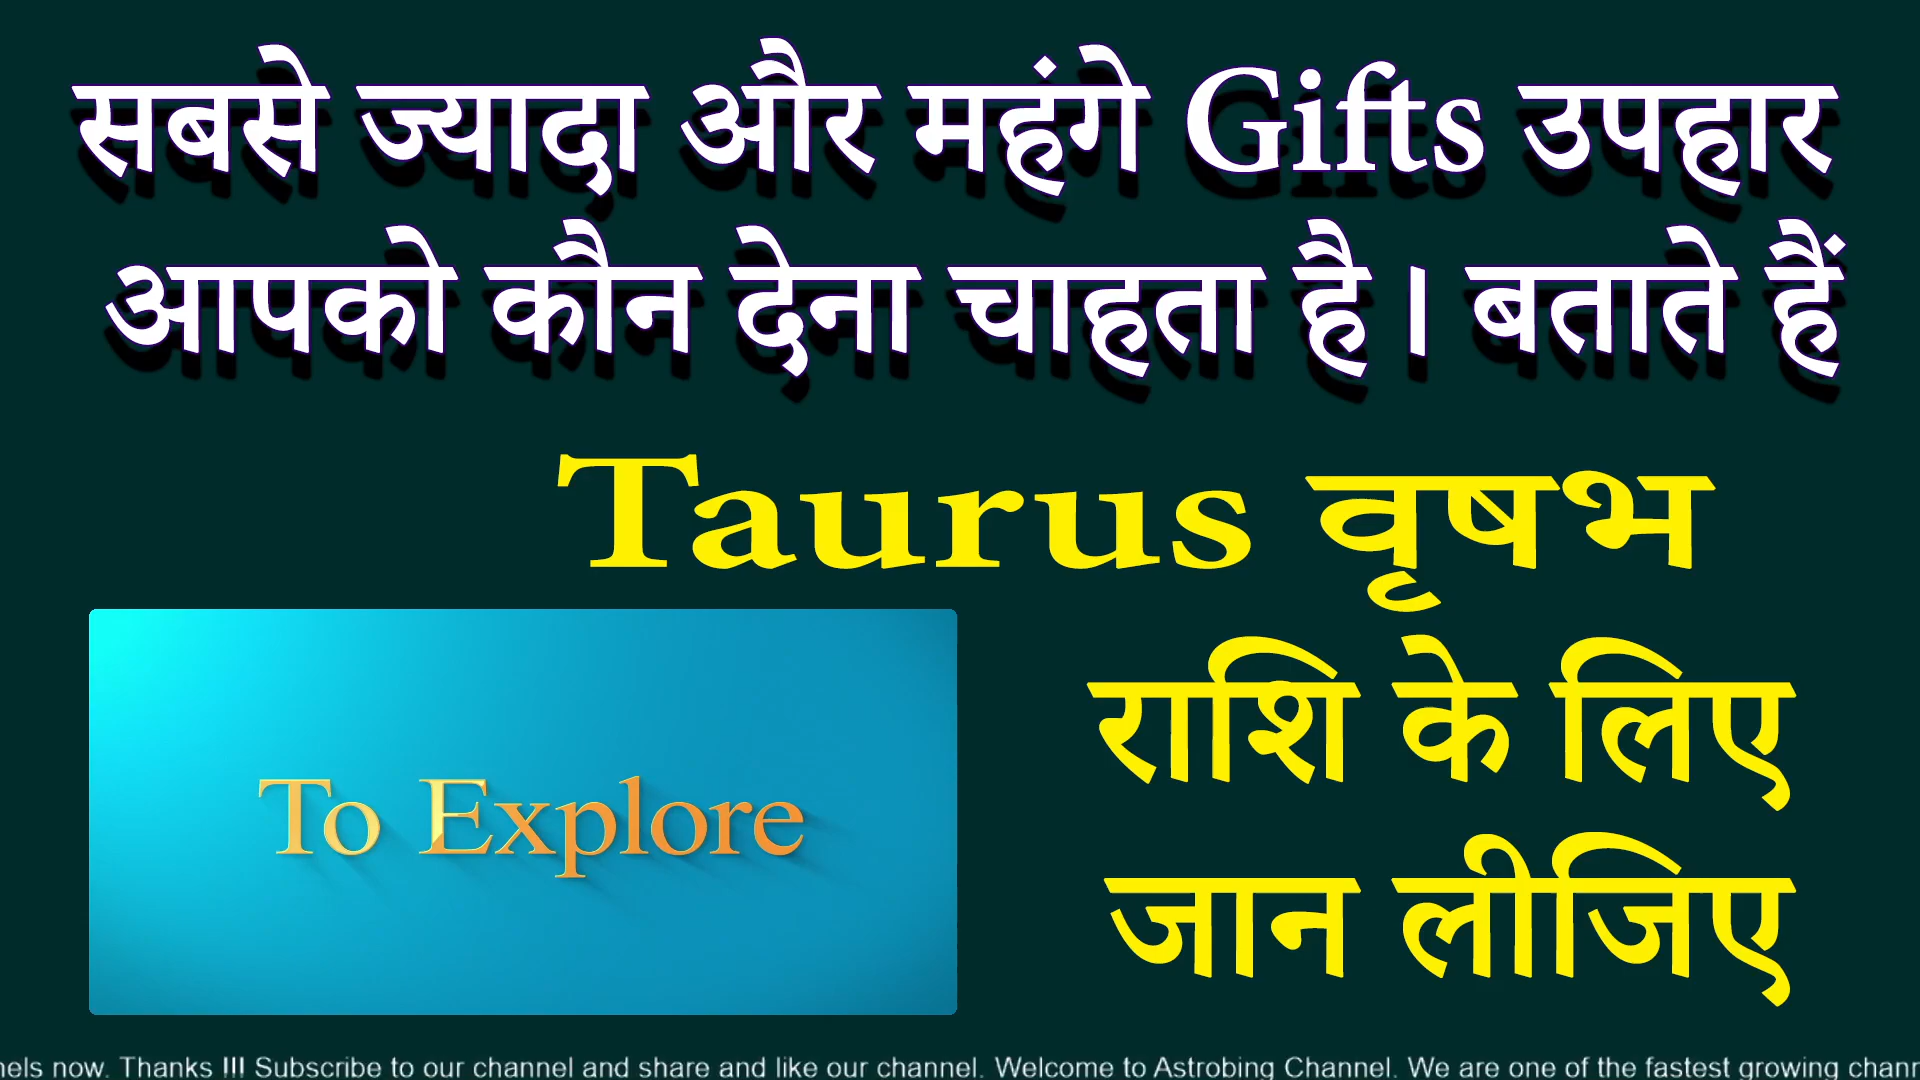 सबसे ज्यादा और महंगे Gifts उपहार
आपको कौन देना चाहता है । बताते हैं
Taurus वृषभ
राशि के लिए
जान लीजिए
To Explore
nels now. Thanks !!! Subscribe to our channel and share and like our channel. Welcome to Astrobing Channel. We are one of the fastest growing chann